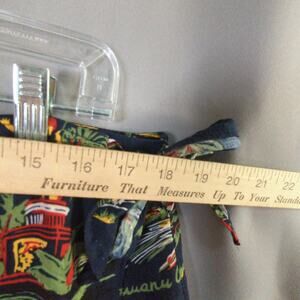 15 16 17 18 19 20 21 22
Furniture That Measures Up To Your Stand